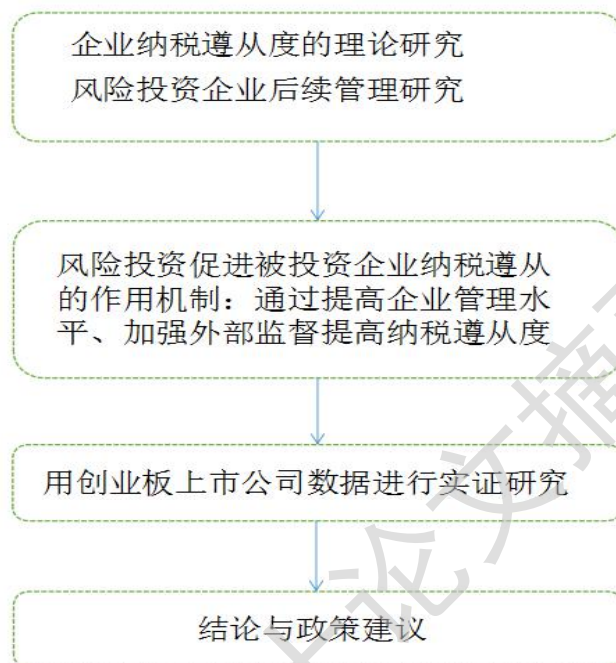 企业纳税遵从度的理论研究
风险投资企业后续管理研究
风险投资促进被投资企业纳税遵从
的作用机制：通过提高企业管理水
平、加强外部监督提高纳税遵从度
用创业板上市公司数据进行实证研究
结论与政策建议
论文摘